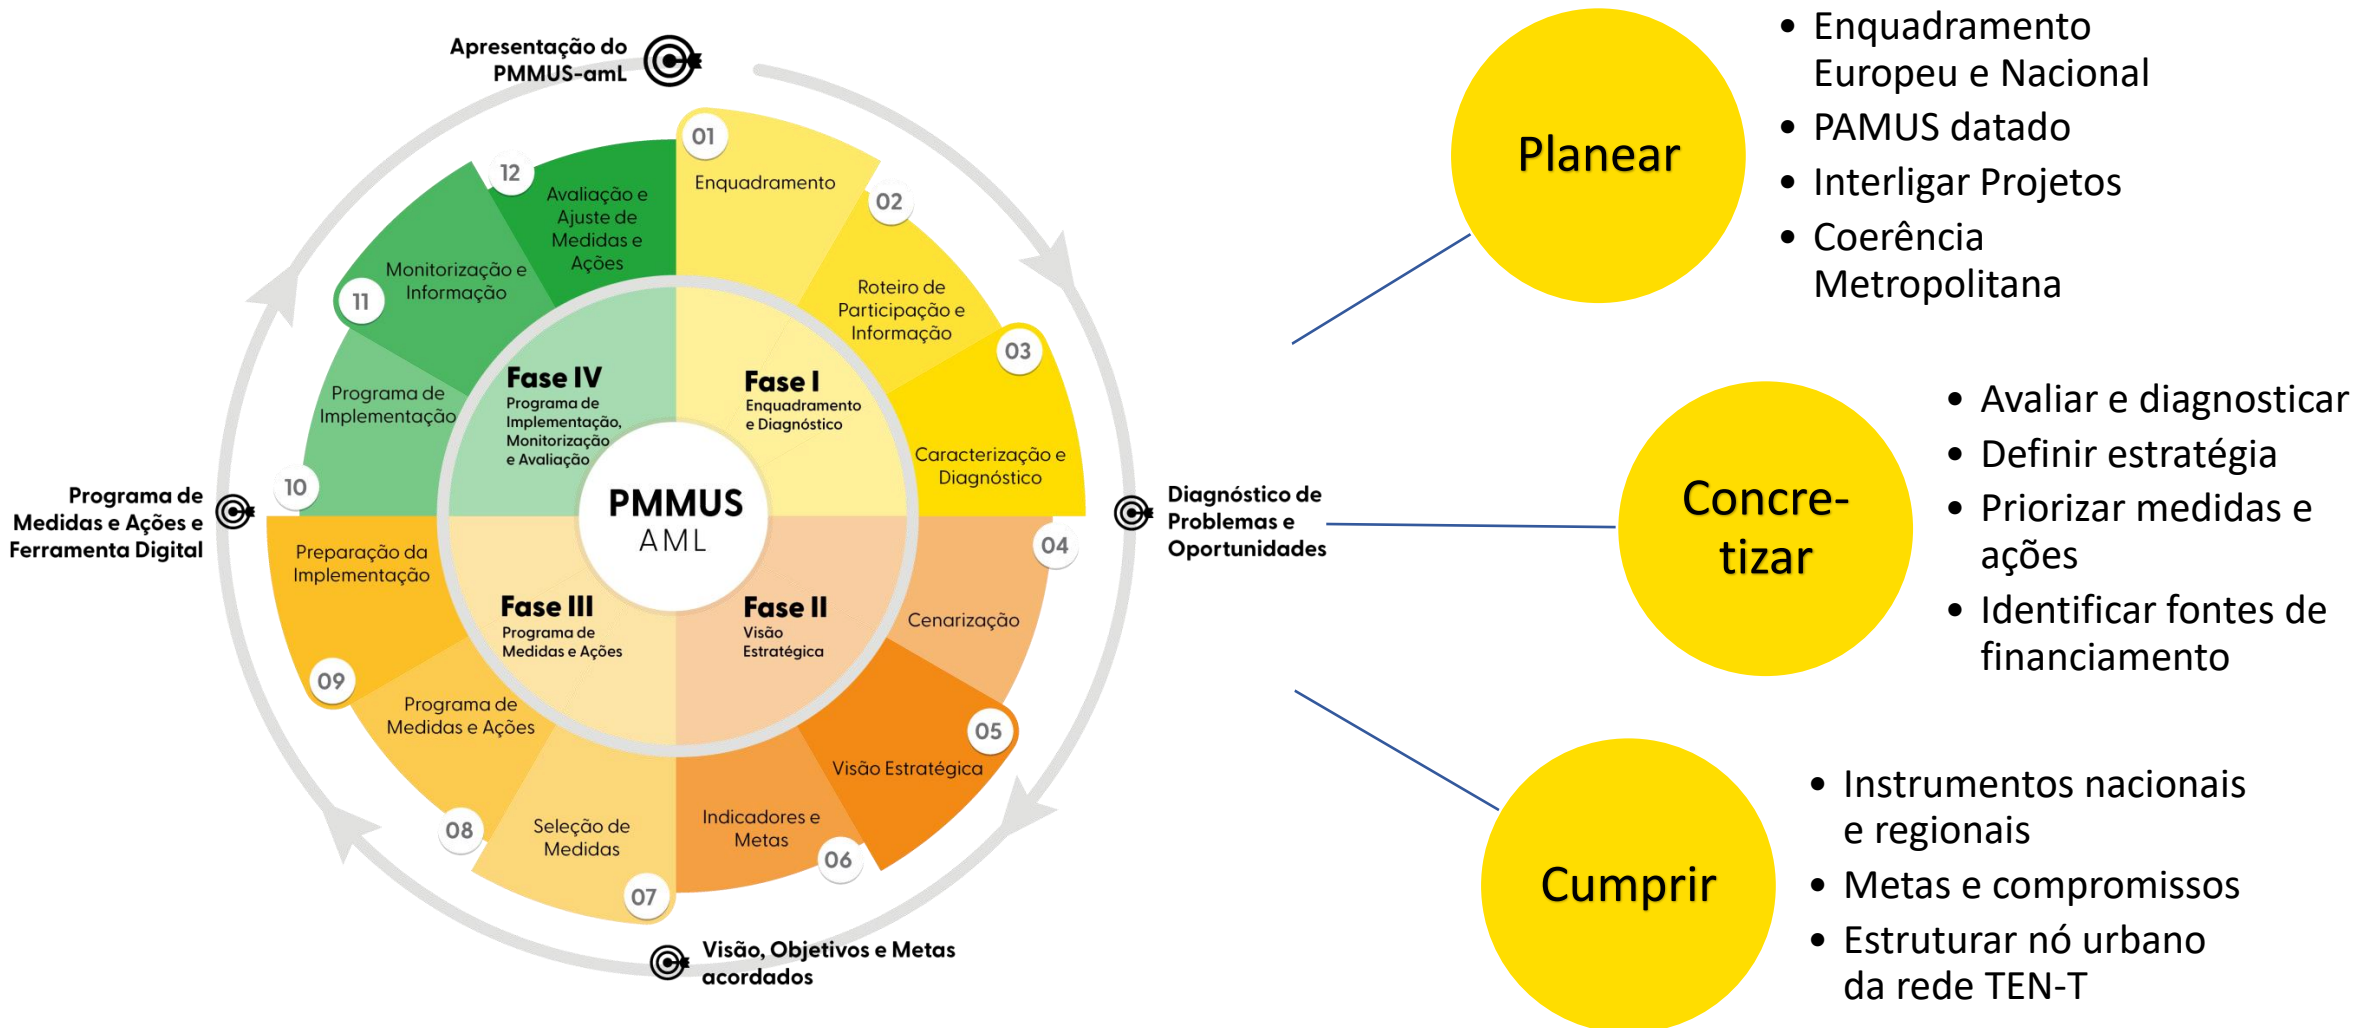 Apresentação do
PMMUS-amL
01
Enquadramento
02
Roteiro de
Participação e
Informação
03
Caracterização e
Diagnóstico
Diagnóstico de
Problemas e
Oportunidades
04
Cenarização
05
Visão Estratégica
06
Indicadores e
Metas
Visão, Objetivos e Metas
acordados
07
Seleção de
Medidas
08
Programa de
Medidas e Ações
09
Preparação da
Implementação
Programa de
Medidas e Ações e
Ferramenta Digital
10
Programa de
Implementação
11
Monitorização e
Informação
12
Avaliação e
Ajuste de
Medidas e
Ações
Fase I
Enquadramento
e Diagnóstico
Fase II
Visão
Estratégica
Fase III
Programa de
Medidas e Ações
Fase IV
Programa de
Implementação,
Monitorização
e Avaliação
PMMUS
AML
Planear
• Enquadramento
Europeu e Nacional
• PAMUS datado
• Interligar Projetos
• Coerência
Metropolitana
Concre-
tizar
• Avaliar e diagnosticar
• Definir estratégia
• Priorizar medidas e
ações
• Identificar fontes de
financiamento
Cumprir
• Instrumentos nacionais
e regionais
• Metas e compromissos
• Estruturar nó urbano
da rede TEN-T